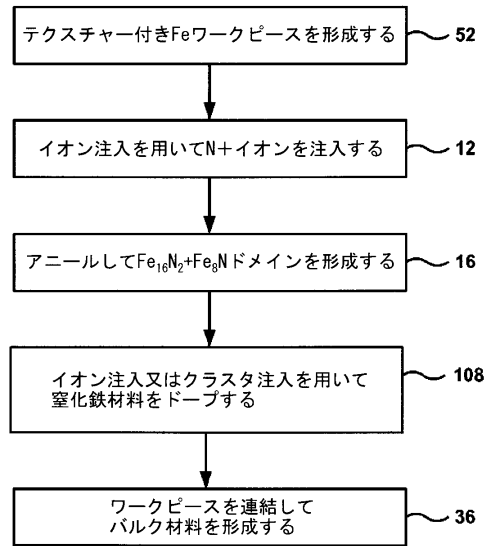 テクスチャー付きFeワークピースを形成する
52
イオン注入を用いてN+イオンを注入する
12
アニールしてFe₁₆N₂+Fe₈Nドメインを形成する
16
イオン注入又はクラスタ注入を用いて
窒化鉄材料をドープする
108
ワークピースを連結して
バルク材料を形成する
36